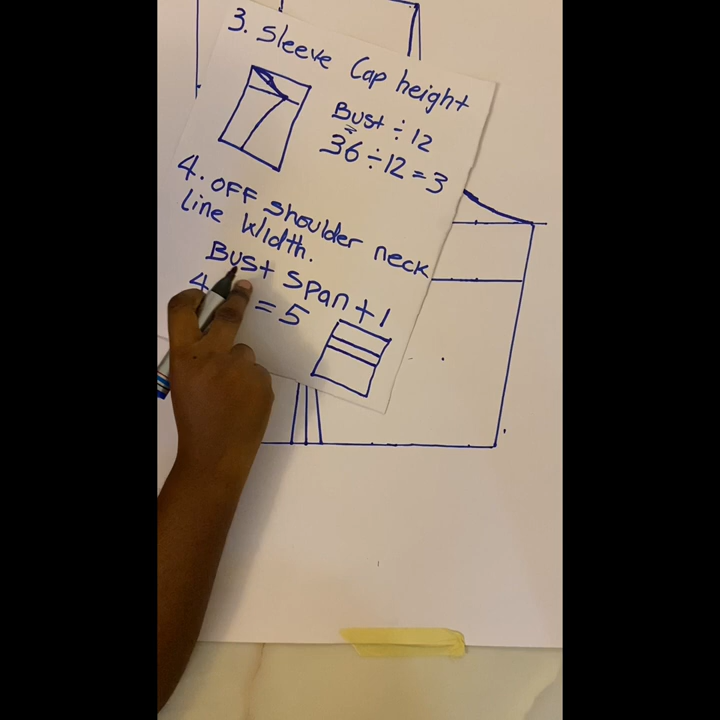 3. Sleeve Cap height
Bust ÷ 12
36 ÷ 12 = 3
4. OFF shoulder neck
line Width.
Bust span + 1
4 = 5